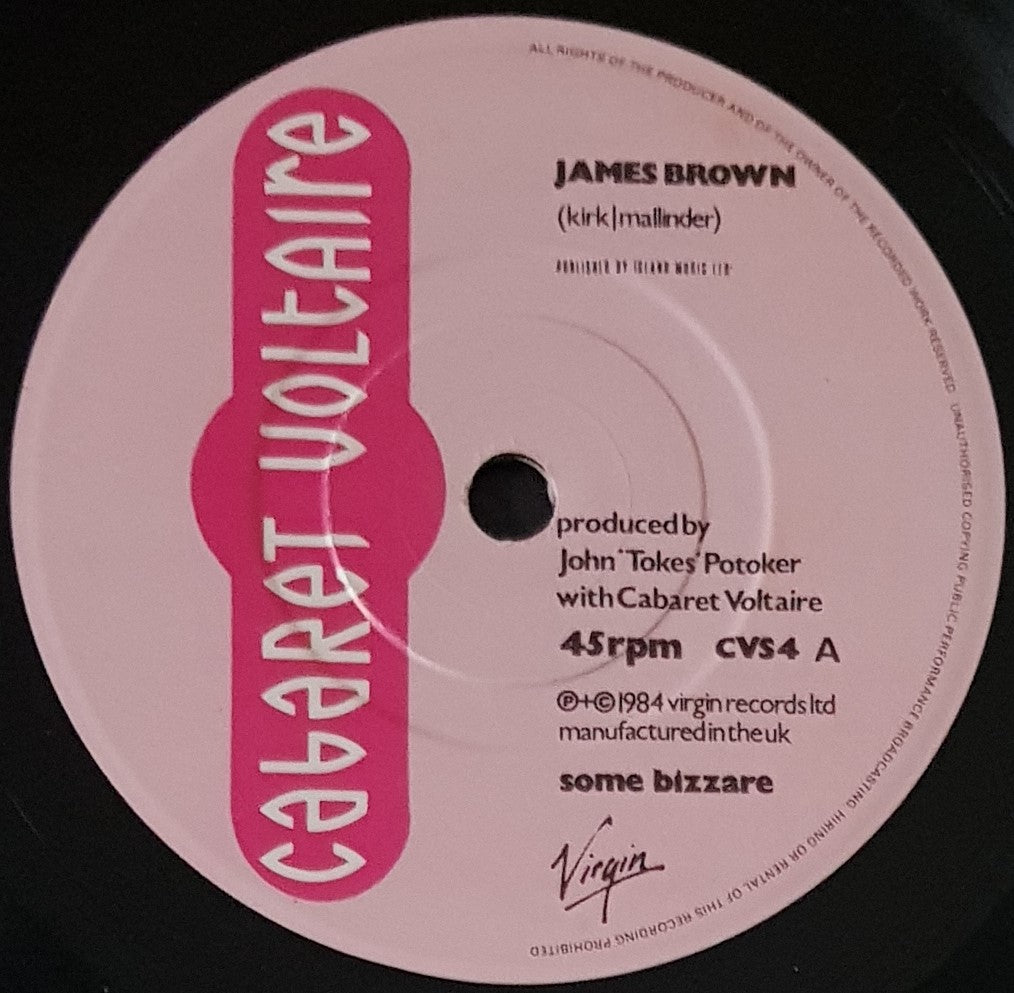 cabaret voltaire
JAMES BROWN
(kirk|mallinder)
PUBLISHED BY ISLAND MUSIC LTD
produced by
John "Tokes" Potoker
with Cabaret Voltaire
45rpm CVS4 A
℗+©1984 virgin records ltd
manufactured in the uk
some bizzare
Virgin
ALL RIGHTS OF THE PRODUCER AND OF THE OWNER OF THE RECORDED WORK RESERVED UNAUTHORISED COPYING PUBLIC PERFORMANCE BROADCASTING HIRING OR RENTAL OF THIS RECORDING PROHIBITED